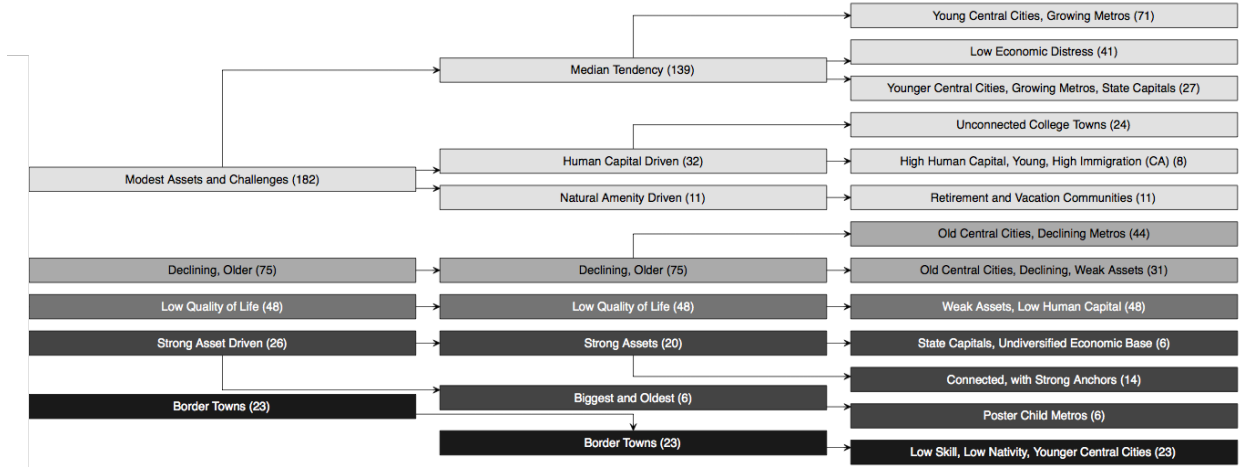 Young Central Cities, Growing Metros (71)
Low Economic Distress (41)
Median Tendency (139)
Younger Central Cities, Growing Metros, State Capitals (27)
Unconnected College Towns (24)
Human Capital Driven (32)
High Human Capital, Young, High Immigration (CA) (8)
Modest Assets and Challenges (182)
Natural Amenity Driven (11)
Retirement and Vacation Communities (11)
Old Central Cities, Declining Metros (44)
Declining, Older (75)
Declining, Older (75)
Old Central Cities, Declining, Weak Assets (31)
Low Quality of Life (48)
Low Quality of Life (48)
Weak Assets, Low Human Capital (48)
Strong Asset Driven (26)
Strong Assets (20)
State Capitals, Undiversified Economic Base (6)
Connected, with Strong Anchors (14)
Biggest and Oldest (6)
Border Towns (23)
Poster Child Metros (6)
Border Towns (23)
Low Skill, Low Nativity, Younger Central Cities (23)